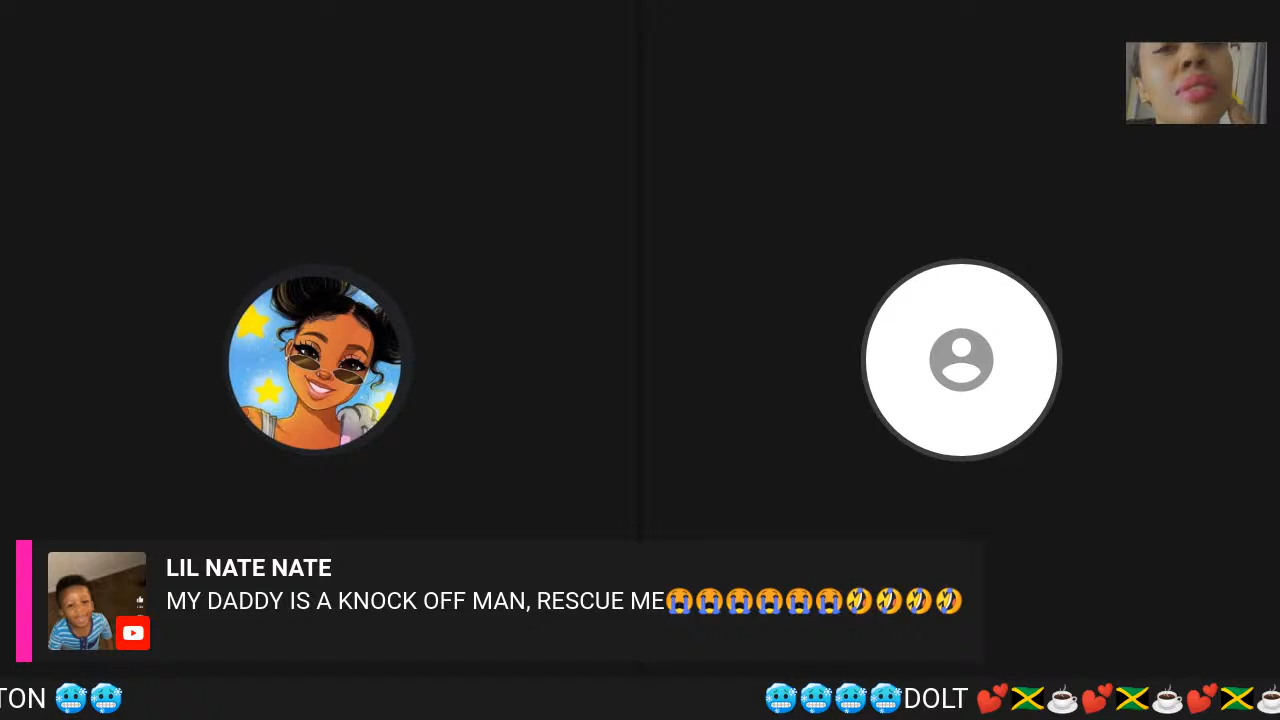 LIL NATE NATE
MY DADDY IS A KNOCK OFF MAN, RESCUE ME😭😭😭😭😭😭🤣🤣🤣🤣
TON 🥶🥶 🥶🥶🥶🥶DOLT 💕🇯🇲☕💕🇯🇲☕💕🇯🇲☕